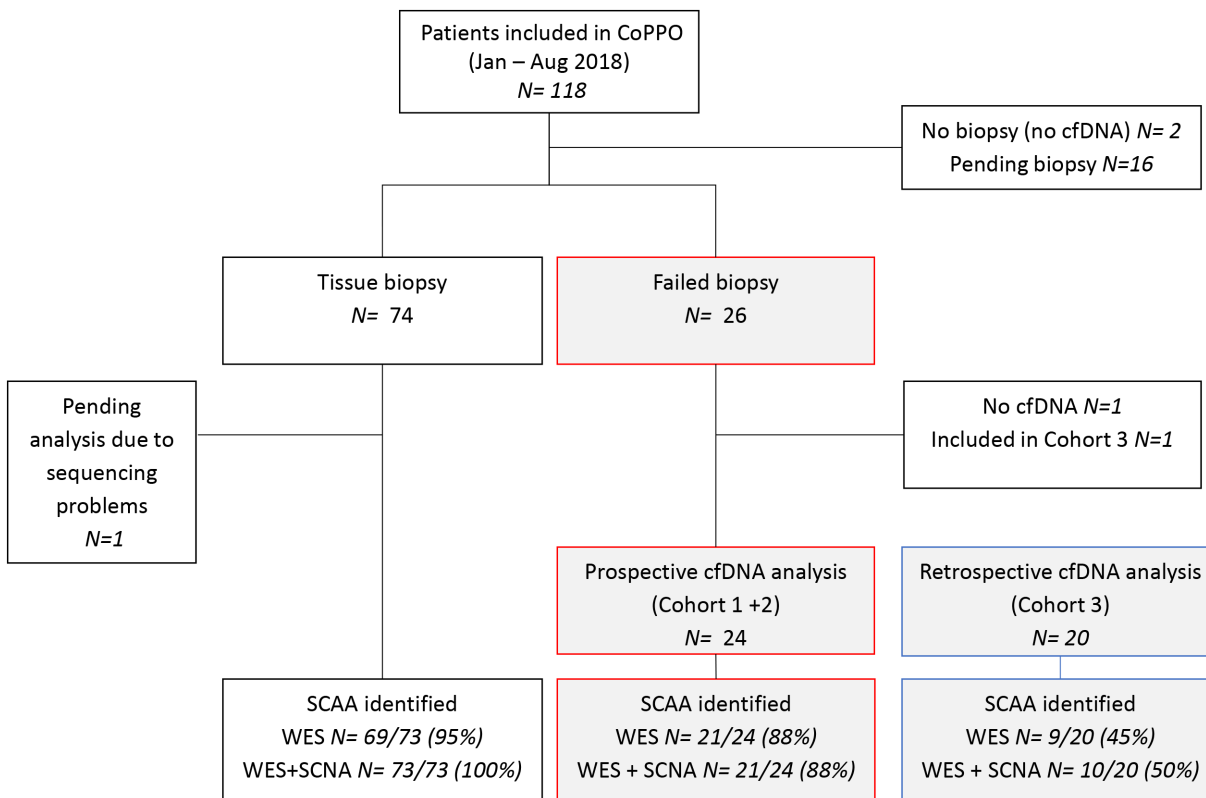 Patients included in CoPPO
(Jan – Aug 2018)
N= 118
No biopsy (no cfDNA) N= 2
Pending biopsy N=16
Tissue biopsy
N=  74
Failed biopsy
N=  26
Pending
analysis due to
sequencing
problems
N=1
No cfDNA N=1
Included in Cohort 3 N=1
Prospective cfDNA analysis
(Cohort 1 +2)
N=  24
Retrospective cfDNA analysis
(Cohort 3)
N= 20
SCAA identified
WES N= 69/73 (95%)
WES+SCNA N= 73/73 (100%)
SCAA identified
WES N= 21/24 (88%)
WES + SCNA N= 21/24 (88%)
SCAA identified
WES N= 9/20 (45%)
WES + SCNA N= 10/20 (50%)